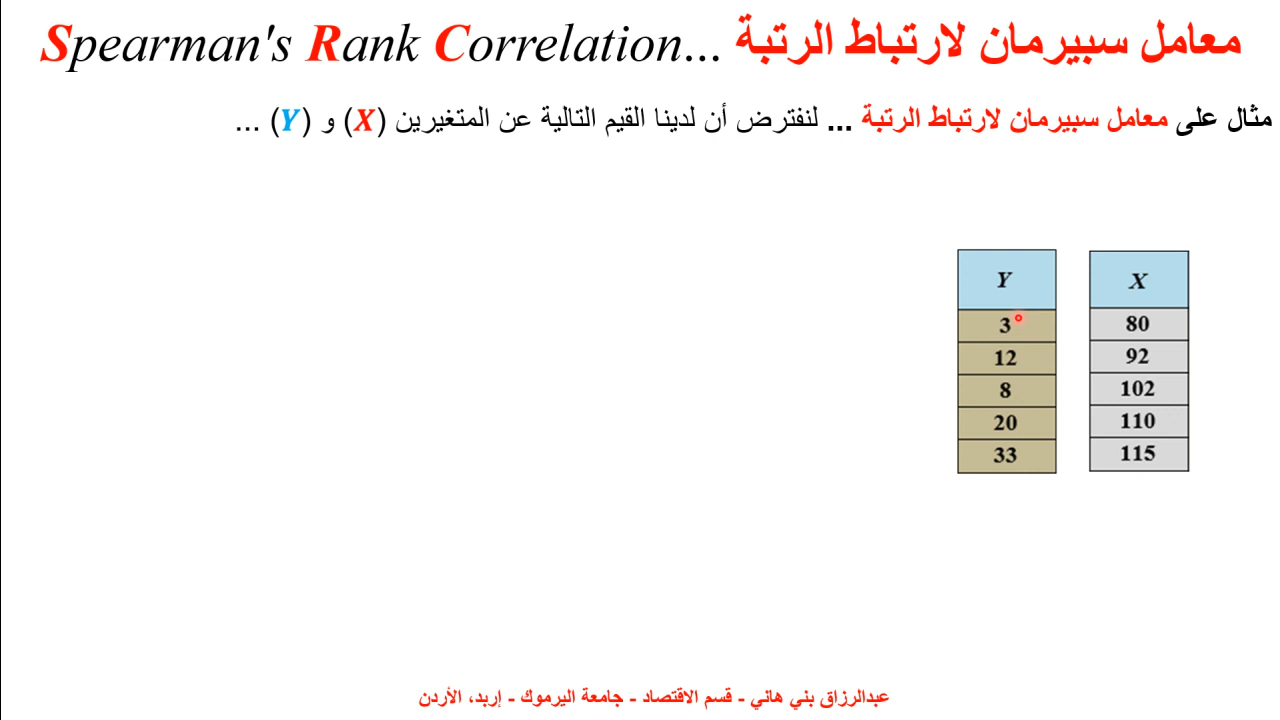 معامل سبيرمان لارتباط الرتبة ...Spearman's Rank Correlation
مثال على معامل سبيرمان لارتباط الرتبة ... لنفترض أن لدينا القيم التالية عن المتغيرين (X) و (Y) ...
X Y
80 3
92 12
102 8
110 20
115 33
عبدالرزاق بني هاني - قسم الاقتصاد - جامعة اليرموك - إربد، الأردن